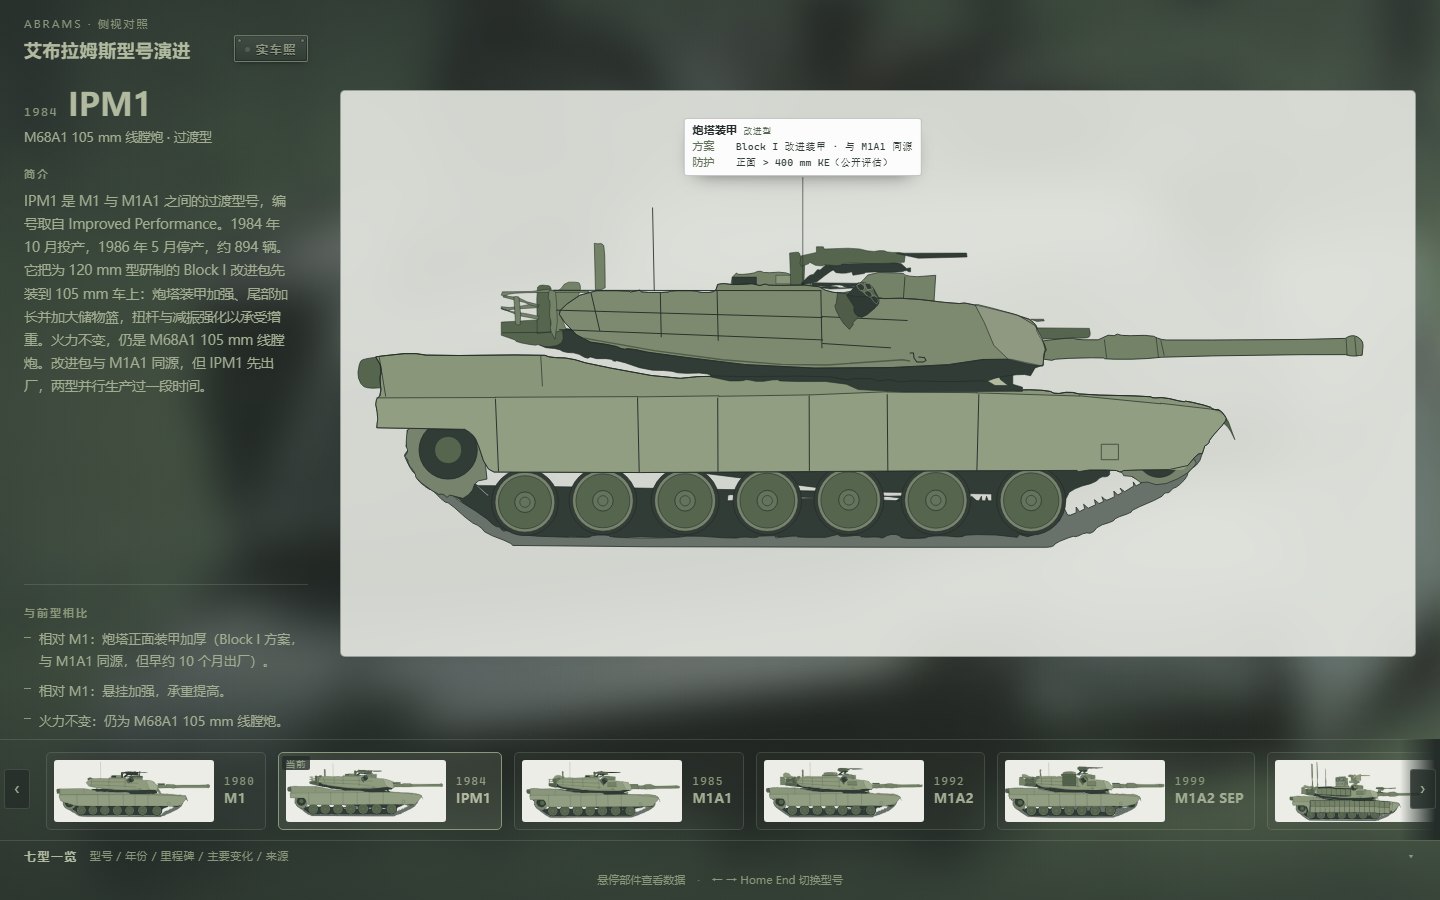 ABRAMS · 侧视对照
艾布拉姆斯型号演进
实车照
1984 IPM1
M68A1 105 mm 线膛炮 · 过渡型
简介
IPM1 是 M1 与 M1A1 之间的过渡型号，编
号取自 Improved Performance。1984 年
10 月投产，1986 年 5 月停产，约 894 辆。
它把为 120 mm 型研制的 Block I 改进包先
装到 105 mm 车上：炮塔装甲加强、尾部加
长并加大储物篮，扭杆与减振强化以承受增
重。火力不变，仍是 M68A1 105 mm 线膛
炮。改进包与 M1A1 同源，但 IPM1 先出
厂，两型并行生产过一段时间。
与前型相比
– 相对 M1：炮塔正面装甲加厚（Block I 方案，
与 M1A1 同源，但早约 10 个月出厂）。
– 相对 M1：悬挂加强，承重提高。
– 火力不变：仍为 M68A1 105 mm 线膛炮。
炮塔装甲 改进型
方案 Block I 改进装甲 · 与 M1A1 同源
防护 正面 > 400 mm KE（公开评估）
‹
1980
M1
当前
1984
IPM1
1985
M1A1
1992
M1A2
1999
M1A2 SEP
›
七型一览 型号 / 年份 / 里程碑 / 主要变化 / 来源
悬停部件查看数据 · ←→ Home End 切换型号